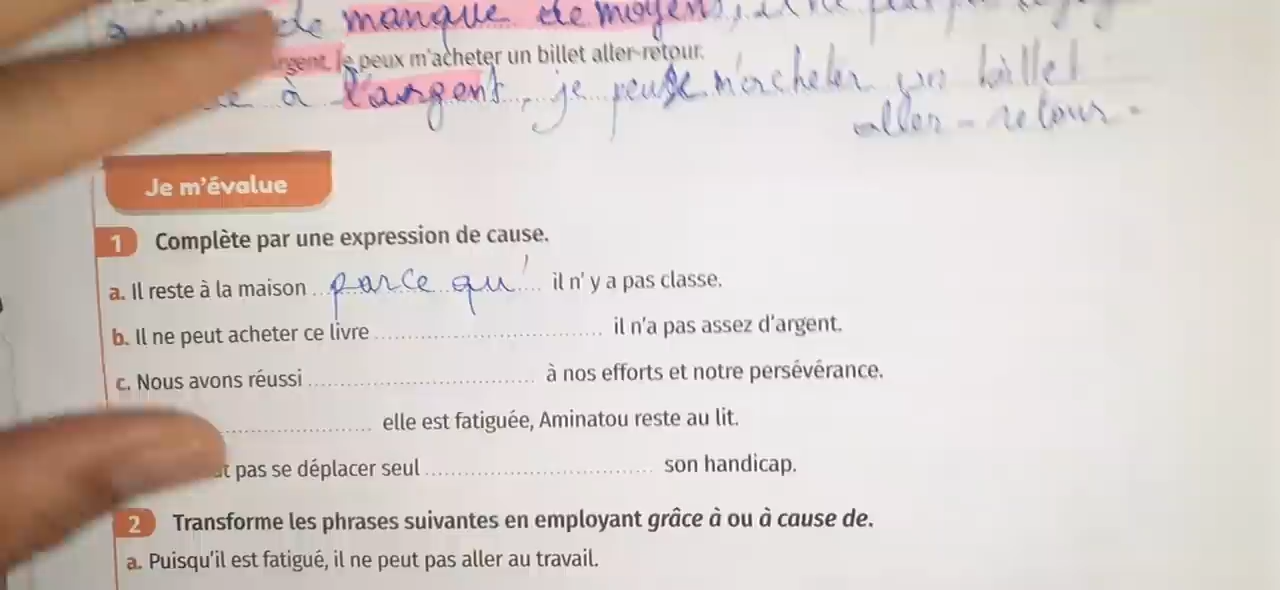 de manque de moyens,
rgent, je peux m'acheter un billet aller-retour.
à l'argent, je peux m'acheter un billet
aller-retour.
Je m'évalue
1 Complète par une expression de cause.
a. Il reste à la maison parce qu' il n' y a pas classe.
b. Il ne peut acheter ce livre .................... il n'a pas assez d'argent.
c. Nous avons réussi .................... à nos efforts et notre persévérance.
.................... elle est fatiguée, Aminatou reste au lit.
pas se déplacer seul .................... son handicap.
2 Transforme les phrases suivantes en employant grâce à ou à cause de.
a. Puisqu'il est fatigué, il ne peut pas aller au travail.